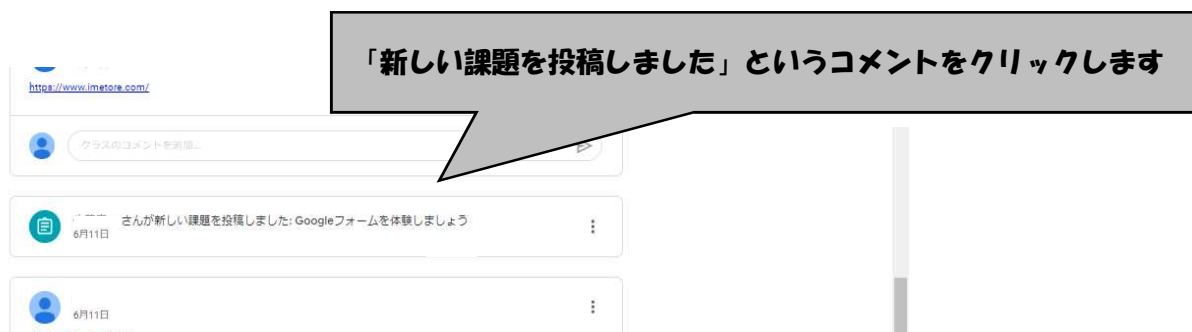 「新しい課題を投稿しました」というコメントをクリックします
https://www.imetore.com/
クラスのコメントを追加...
さんが新しい課題を投稿しました: Googleフォームを体験しましょう
6月11日
6月11日